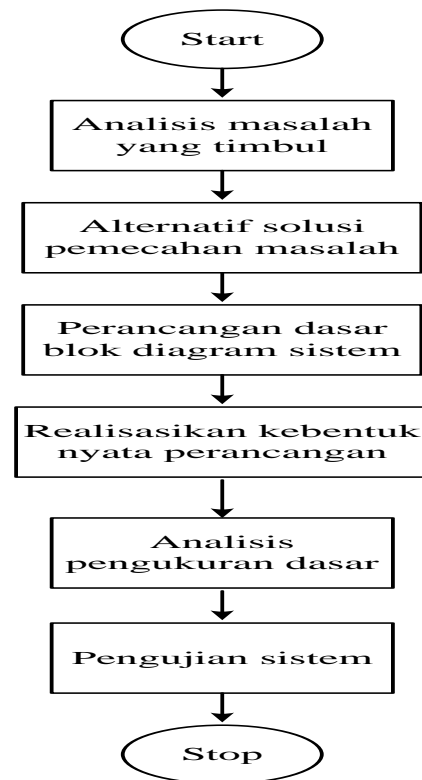 Start
Analisis masalah
yang timbul
Alternatif solusi
pemecahan masalah
Perancangan dasar
blok diagram sistem
Realisasikan kebentuk
nyata perancangan
Analisis
pengukuran dasar
Pengujian sistem
Stop